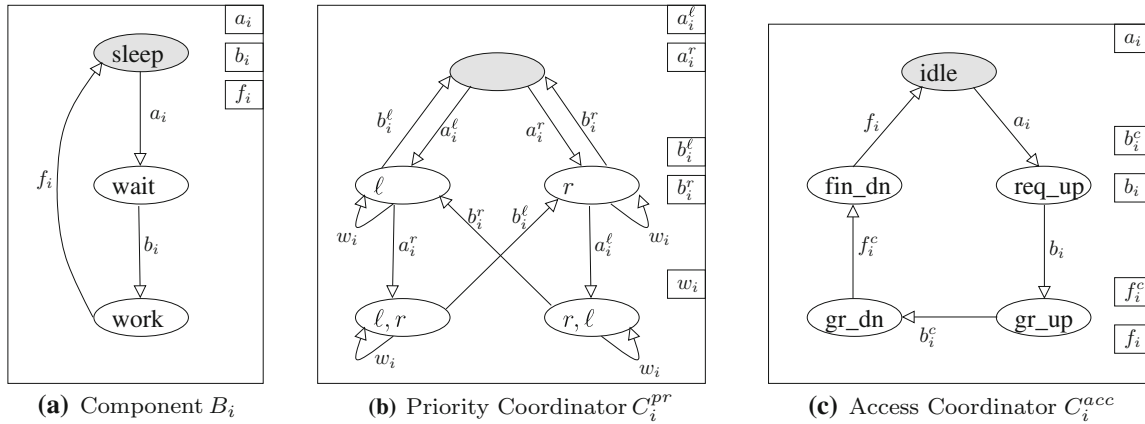 sleep
a_i
wait
b_i
work
f_i
a_i
b_i
f_i
(a) Component B_i
b_i^ℓ
a_i^ℓ
a_i^r
b_i^r
ℓ
r
w_i
a_i^r
b_i^r
b_i^ℓ
a_i^ℓ
w_i
ℓ, r
r, ℓ
w_i
w_i
a_i^ℓ
a_i^r
b_i^ℓ
b_i^r
w_i
(b) Priority Coordinator C_i^{pr}
idle
f_i
a_i
fin_dn
req_up
f_i^c
b_i
gr_dn
gr_up
b_i^c
a_i
b_i^c
b_i
f_i^c
f_i
(c) Access Coordinator C_i^{acc}